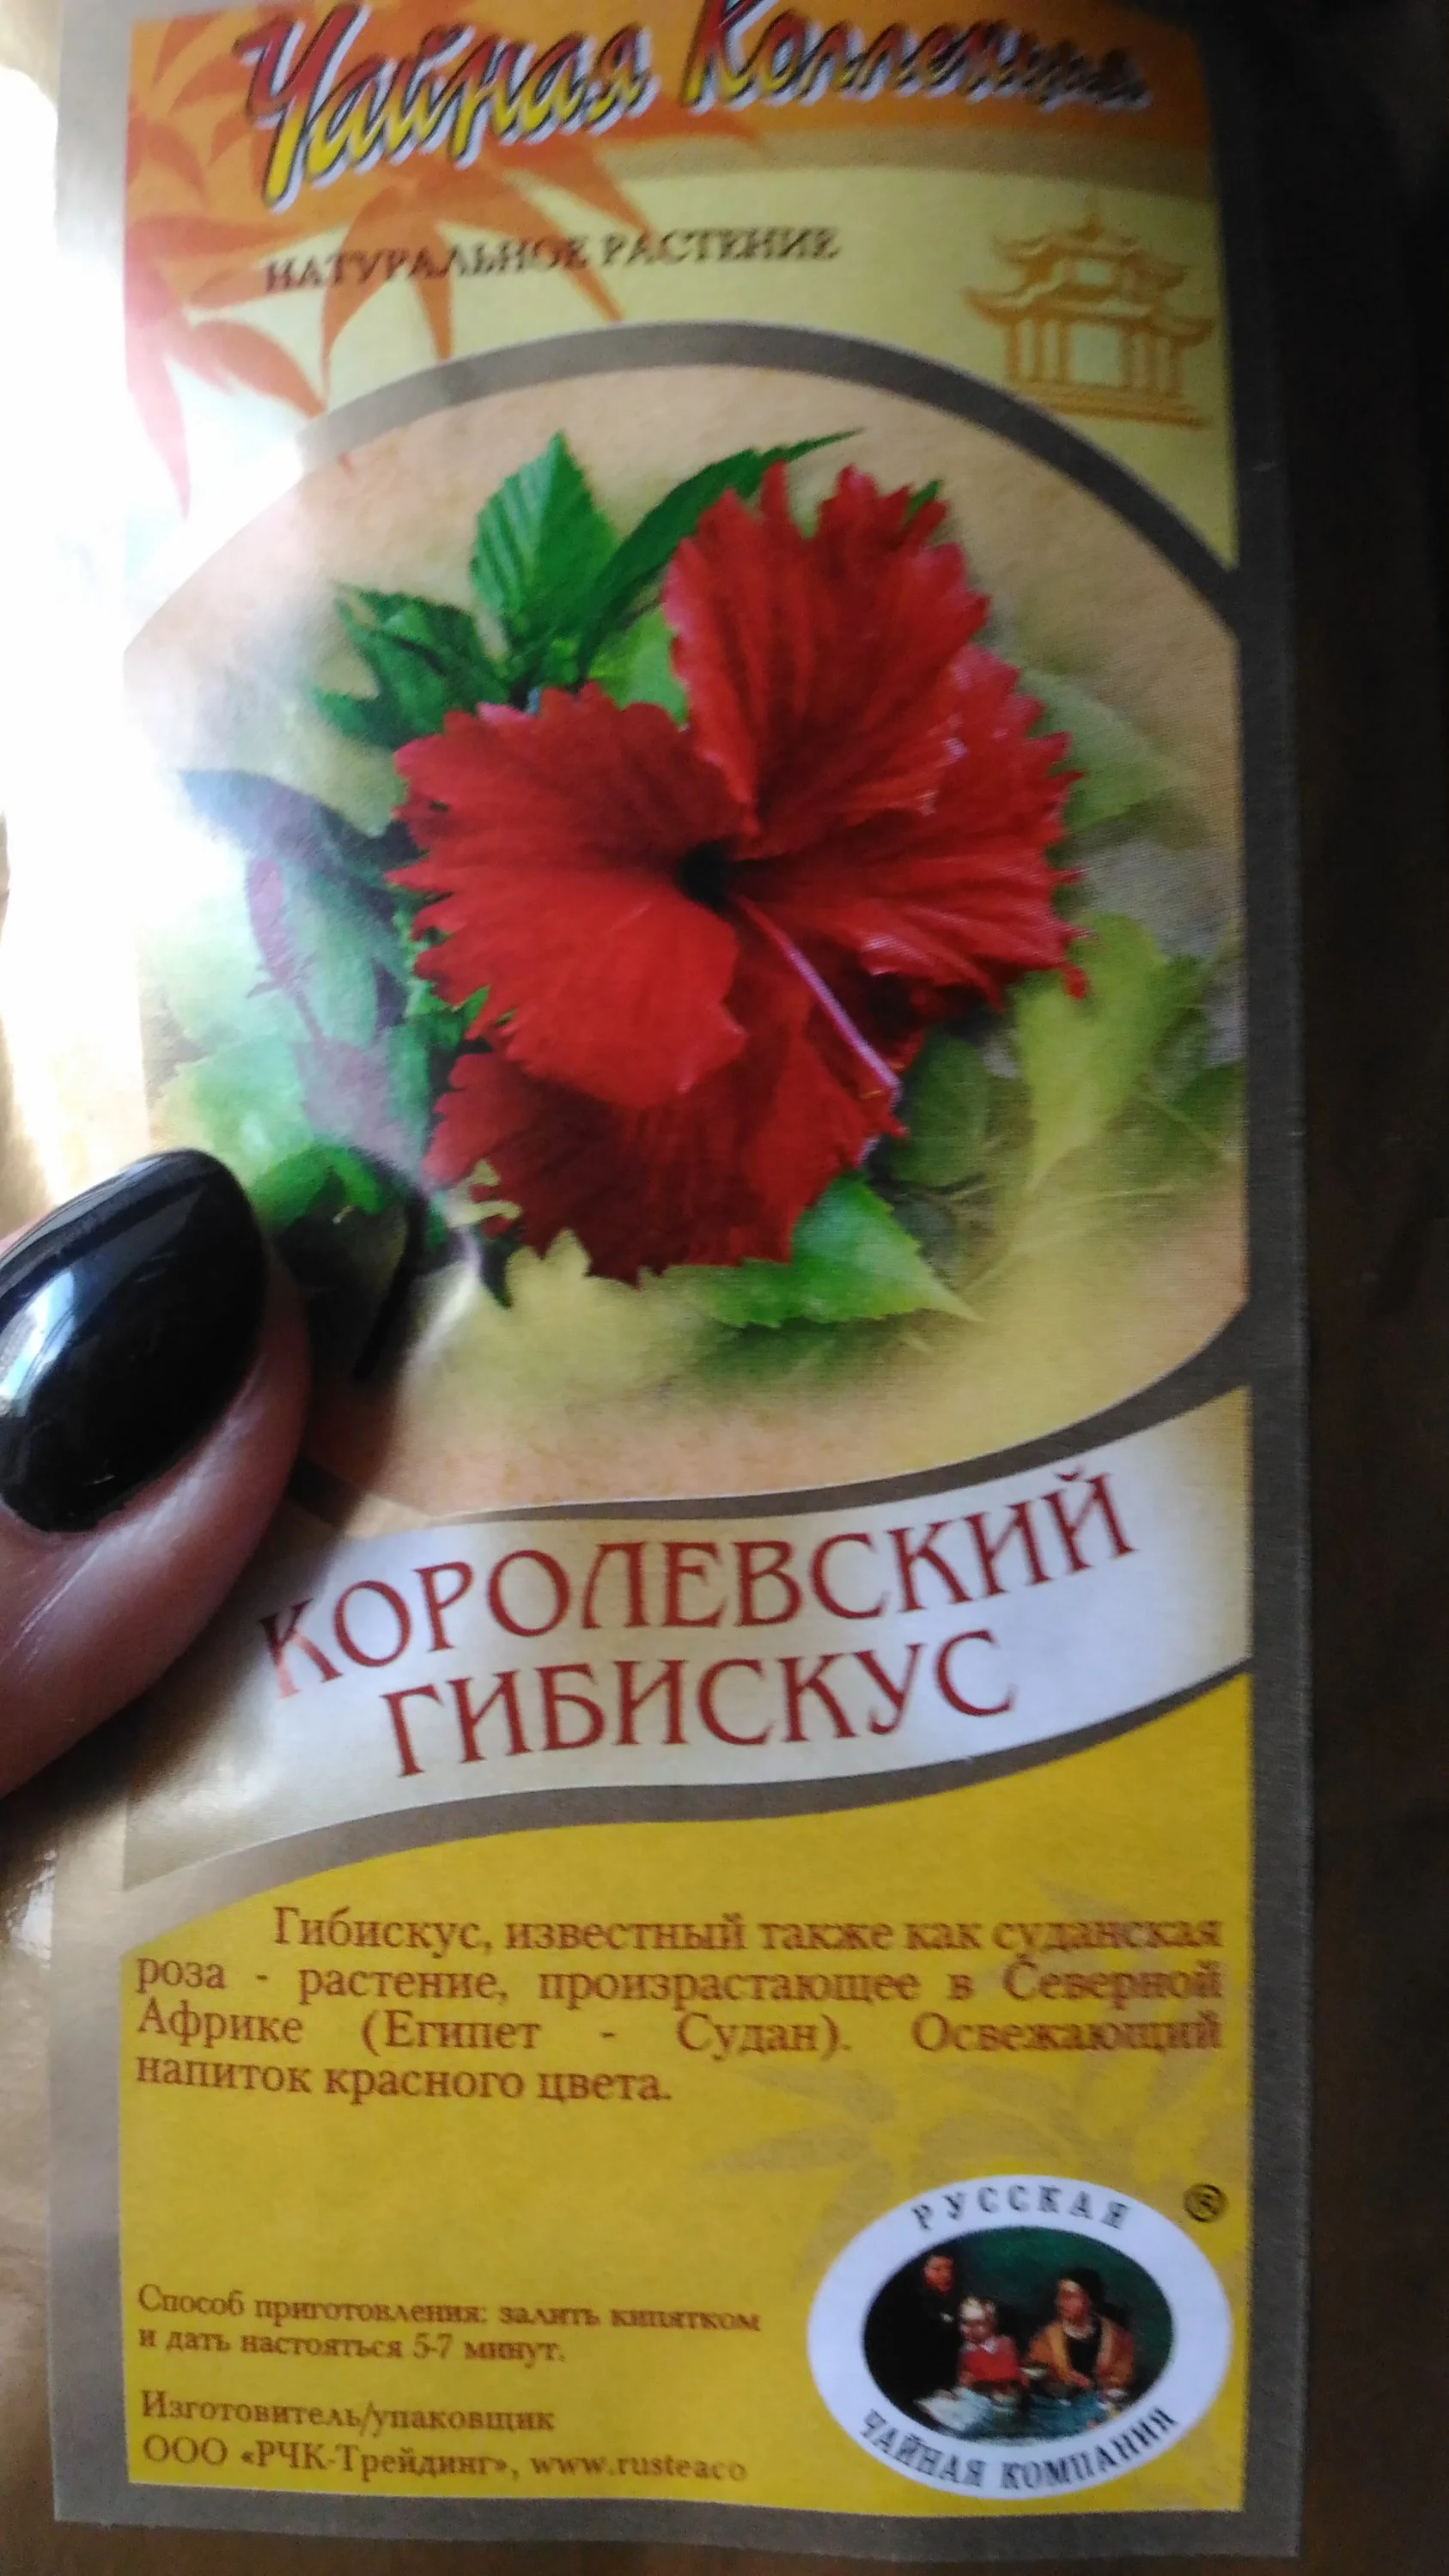 Чайная Коллекция
НАТУРАЛЬНОЕ РАСТЕНИЕ
КОРОЛЕВСКИЙ
ГИБИСКУС
Гибискус, известный также как суданская
роза - растение, произрастающее в Северной
Африке (Египет - Судан). Освежающий
напиток красного цвета.
Способ приготовления: залить кипятком
и дать настояться 5-7 минут.
Изготовитель/упаковщик
ООО «РЧК-Трейдинг», www.rusteaco
РУССКАЯ
®
ЧАЙНАЯ КОМПАНИЯ